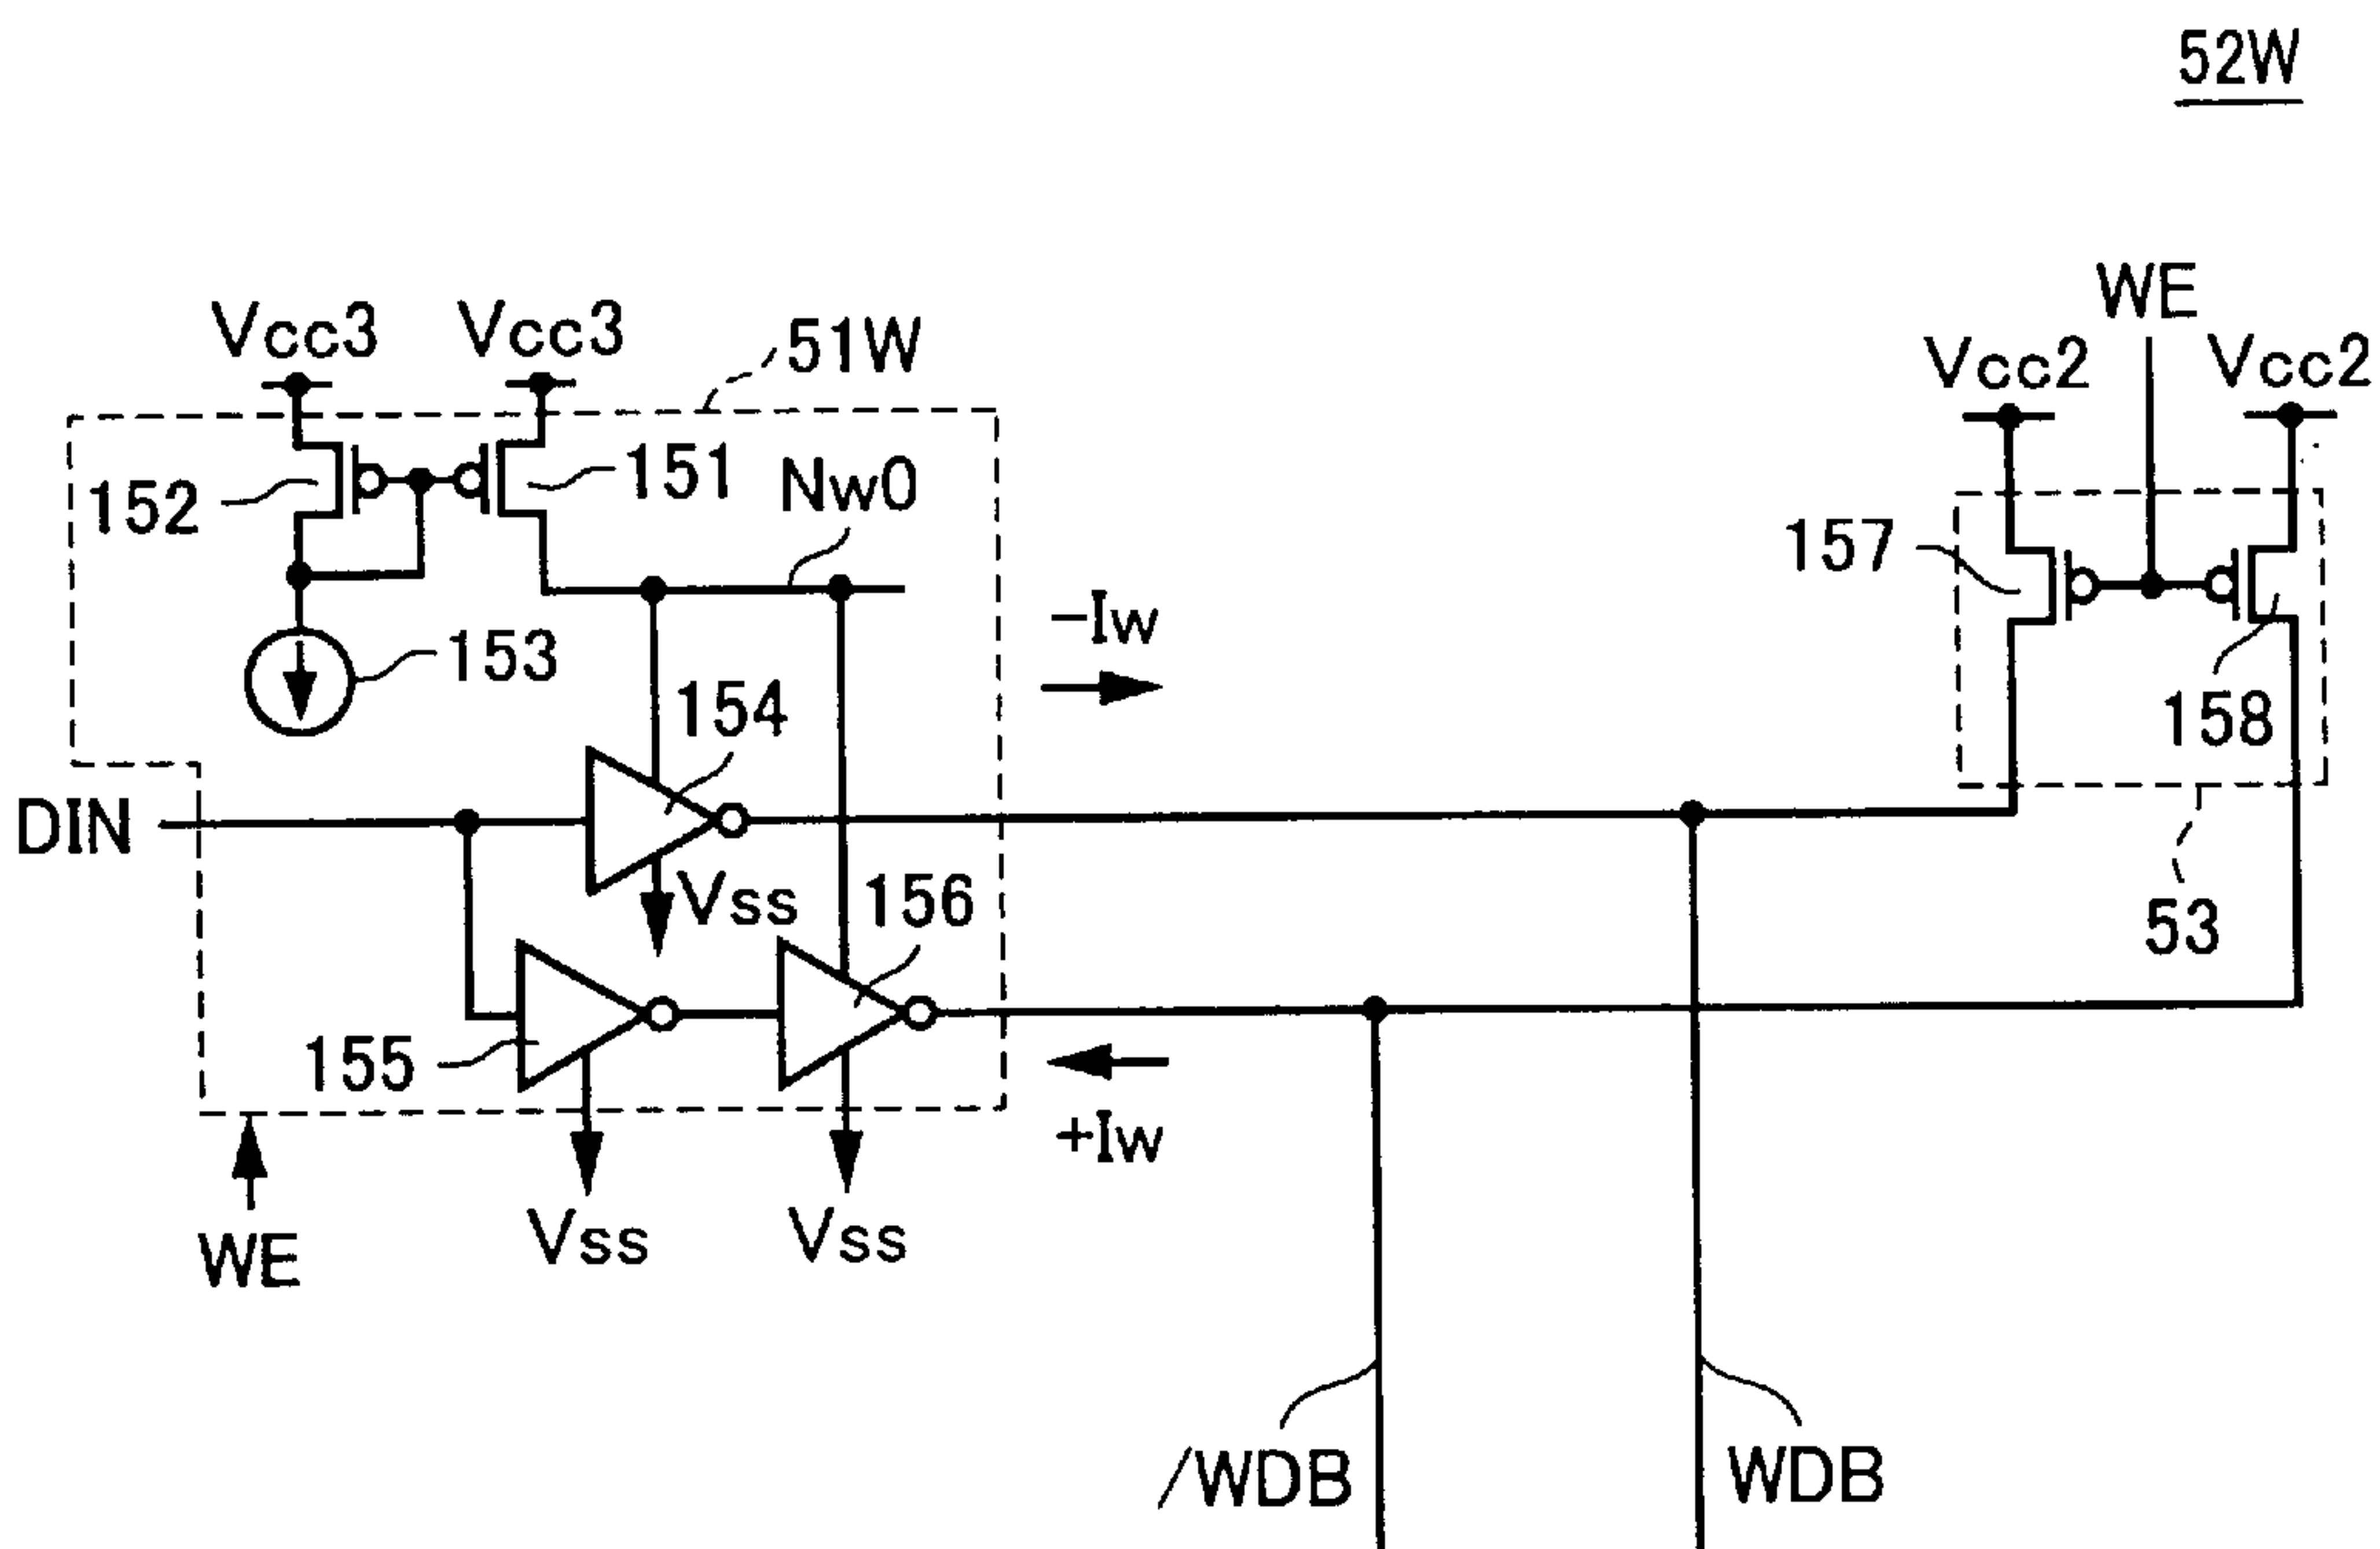 52W
WE
Vcc3
Vcc3
51W
Vcc2
Vcc2
152
151
Nw0
157
-Iw
153
154
158
DIN
Vss
156
53
155
+Iw
WE
Vss
Vss
/WDB
WDB